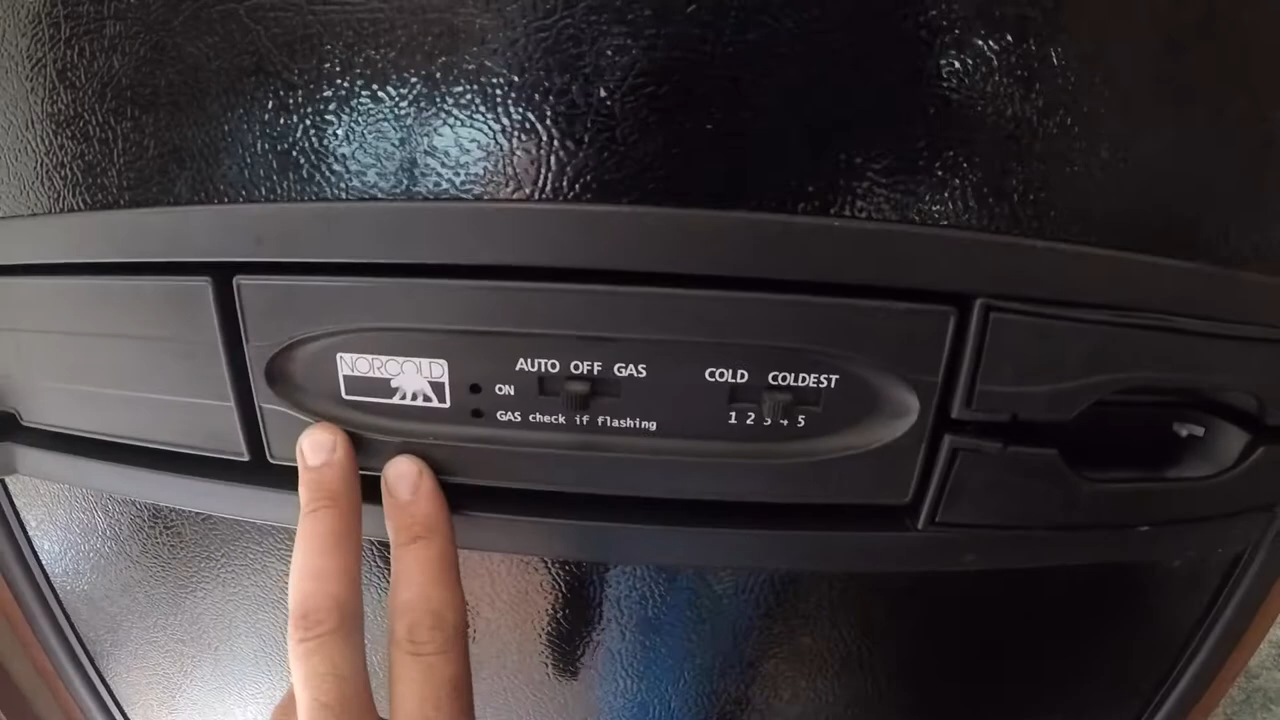 NORCOLD
AUTO OFF GAS
ON
GAS check if flashing
COLD COLDEST
1 2 3 4 5